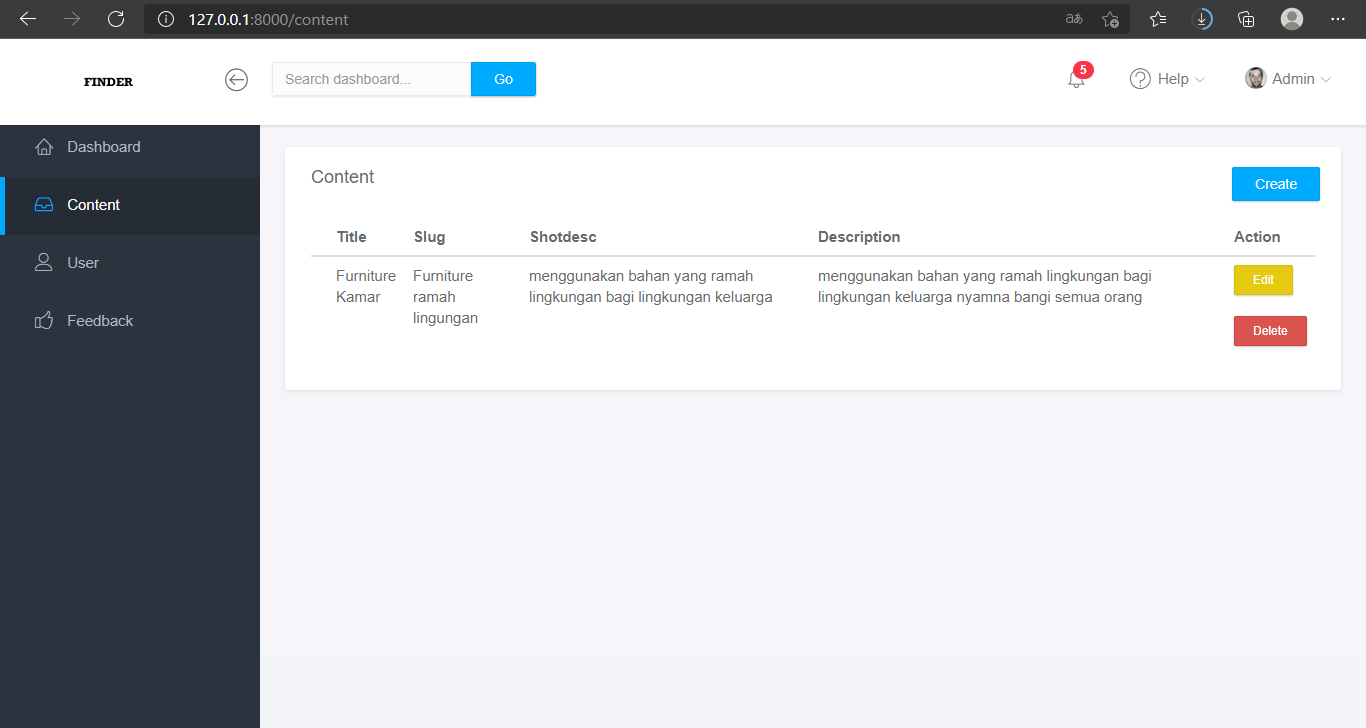 127.0.0.1:8000/content
aあ
FINDER
Search dashboard...
Go
5
Help
Admin
Dashboard
Content
User
Feedback
Content
Create
Title
Slug
Shotdesc
Description
Action
Furniture
Kamar
Furniture
ramah
lingungan
menggunakan bahan yang ramah
lingkungan bagi lingkungan keluarga
menggunakan bahan yang ramah lingkungan bagi
lingkungan keluarga nyamna bangi semua orang
Edit
Delete